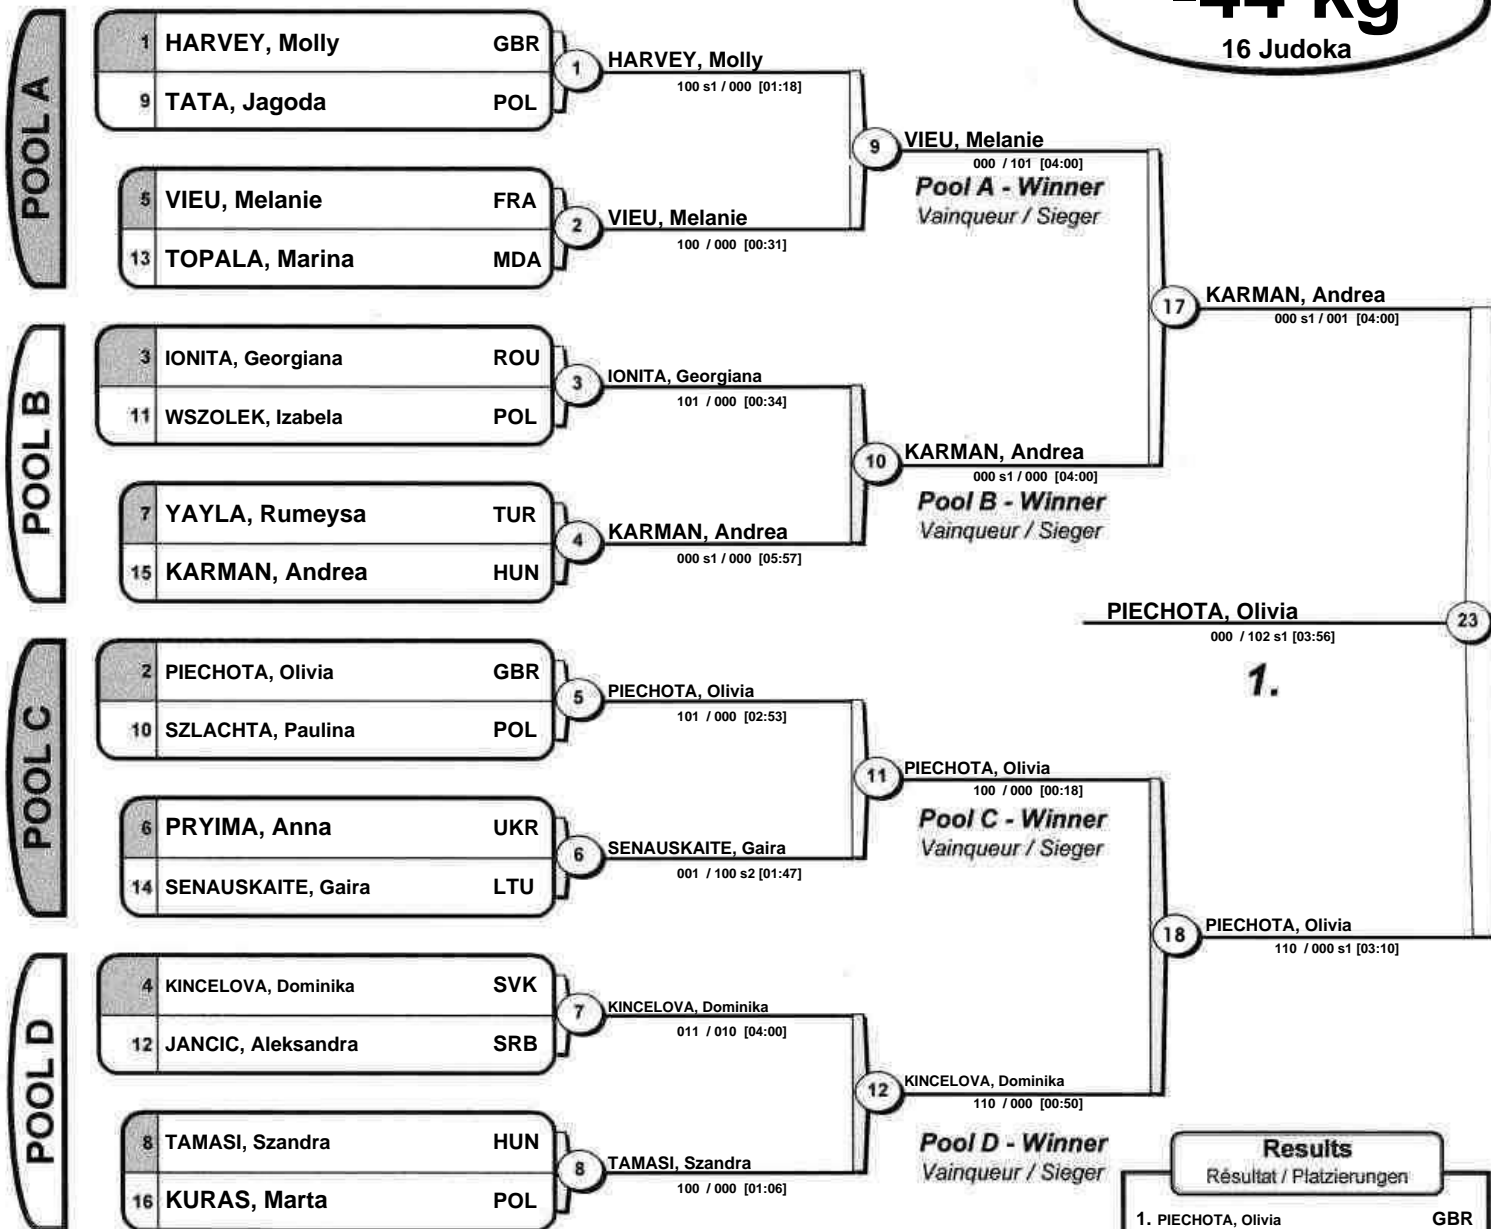 -44 kg
16 Judoka
POOL A
1 HARVEY, Molly GBR
9 TATA, Jagoda POL
5 VIEU, Melanie FRA
13 TOPALA, Marina MDA
1
HARVEY, Molly
100 s1 / 000 [01:18]
2
VIEU, Melanie
100 / 000 [00:31]
9
VIEU, Melanie
000 / 101 [04:00]
Pool A - Winner
Vainqueur / Sieger
POOL B
3 IONITA, Georgiana ROU
11 WSZOLEK, Izabela POL
7 YAYLA, Rumeysa TUR
15 KARMAN, Andrea HUN
3
IONITA, Georgiana
101 / 000 [00:34]
4
KARMAN, Andrea
000 s1 / 000 [05:57]
10
KARMAN, Andrea
000 s1 / 000 [04:00]
Pool B - Winner
Vainqueur / Sieger
17
KARMAN, Andrea
000 s1 / 001 [04:00]
PIECHOTA, Olivia
23
000 / 102 s1 [03:56]
1.
POOL C
2 PIECHOTA, Olivia GBR
10 SZLACHTA, Paulina POL
6 PRYIMA, Anna UKR
14 SENAUSKAITE, Gaira LTU
5
PIECHOTA, Olivia
101 / 000 [02:53]
6
SENAUSKAITE, Gaira
001 / 100 s2 [01:47]
11
PIECHOTA, Olivia
100 / 000 [00:18]
Pool C - Winner
Vainqueur / Sieger
POOL D
4 KINCELOVA, Dominika SVK
12 JANCIC, Aleksandra SRB
8 TAMASI, Szandra HUN
16 KURAS, Marta POL
7
KINCELOVA, Dominika
011 / 010 [04:00]
8
TAMASI, Szandra
100 / 000 [01:06]
12
KINCELOVA, Dominika
110 / 000 [00:50]
Pool D - Winner
Vainqueur / Sieger
18
PIECHOTA, Olivia
110 / 000 s1 [03:10]
Results
Résultat / Platzierungen
1. PIECHOTA, Olivia GBR